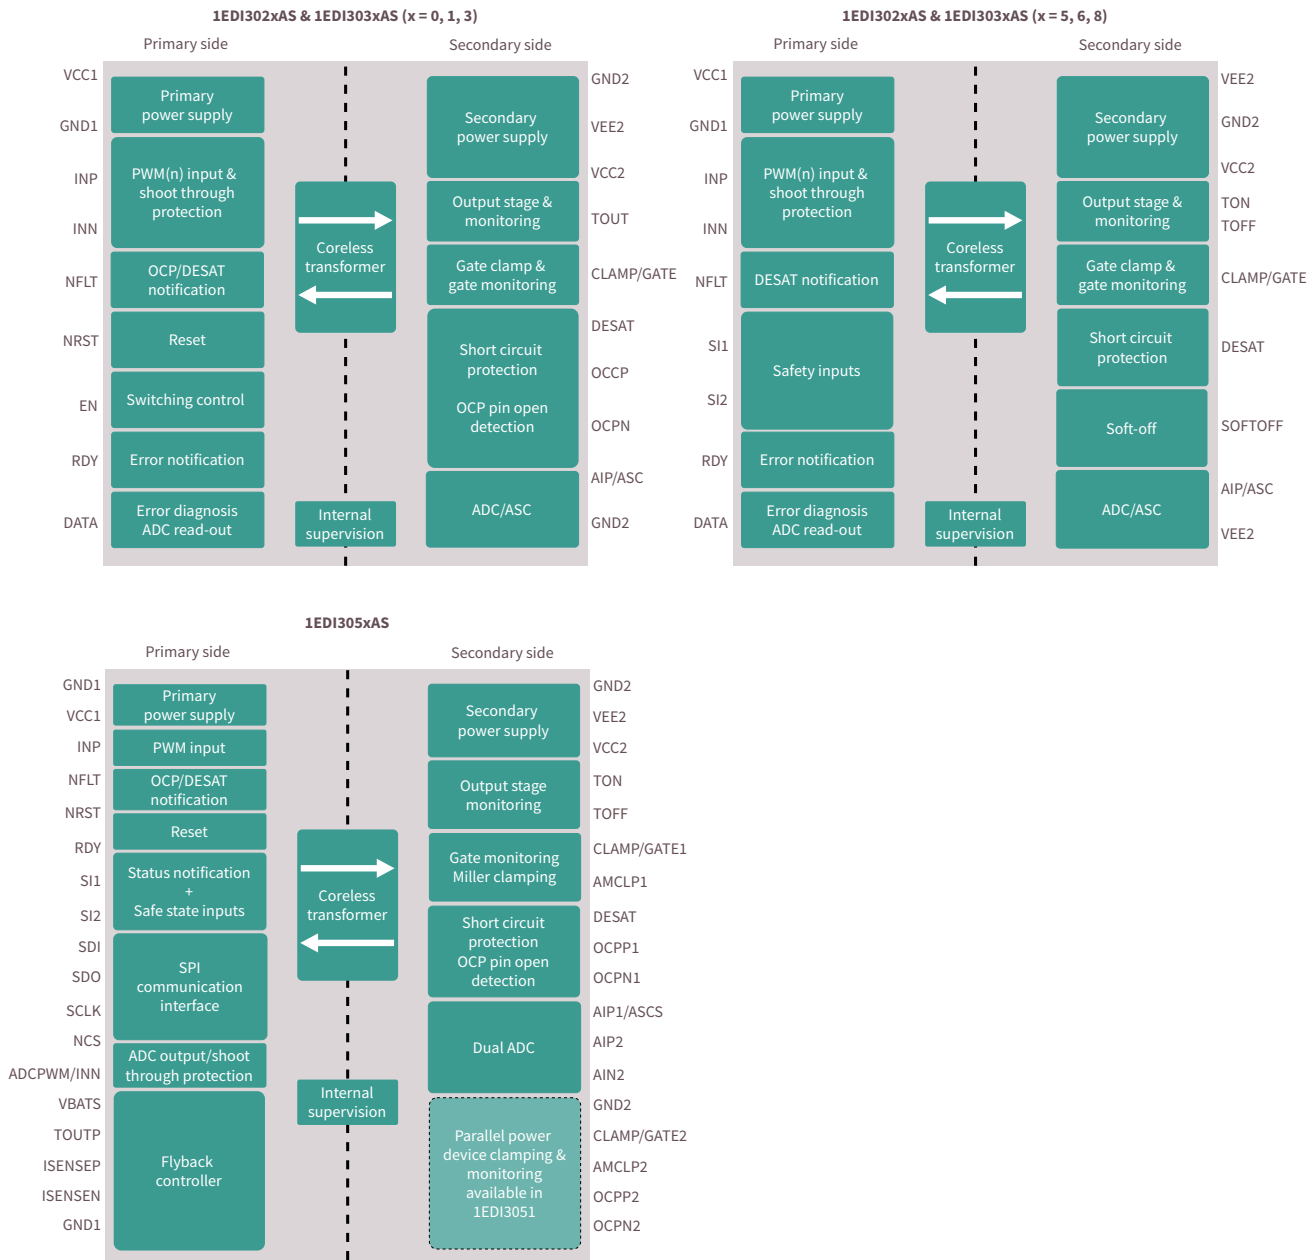 1EDI302xAS & 1EDI303xAS (x = 0, 1, 3)
Primary side
Secondary side
VCC1
GND1
INP
INN
NFLT
NRST
EN
RDY
DATA
Primary
power supply
PWM(n) input &
shoot through
protection
OCP/DESAT
notification
Reset
Switching control
Error notification
Error diagnosis
ADC read-out
Coreless
transformer
Internal
supervision
Secondary
power supply
Output stage &
monitoring
Gate clamp &
gate monitoring
Short circuit
protection
OCP pin open
detection
ADC/ASC
GND2
VEE2
VCC2
TOUT
CLAMP/GATE
DESAT
OCCP
OCPN
AIP/ASC
GND2
1EDI302xAS & 1EDI303xAS (x = 5, 6, 8)
Primary side
Secondary side
VCC1
GND1
INP
INN
NFLT
SI1
SI2
RDY
DATA
Primary
power supply
PWM(n) input &
shoot through
protection
DESAT notification
Safety inputs
Error notification
Error diagnosis
ADC read-out
Coreless
transformer
Internal
supervision
Secondary
power supply
Output stage &
monitoring
Gate clamp &
gate monitoring
Short circuit
protection
Soft-off
ADC/ASC
VEE2
GND2
VCC2
TON
TOFF
CLAMP/GATE
DESAT
SOFTOFF
AIP/ASC
VEE2
1EDI305xAS
Primary side
Secondary side
GND1
VCC1
INP
NFLT
NRST
RDY
SI1
SI2
SDI
SDO
SCLK
NCS
ADCPWM/INN
VBATS
TOUTP
ISENSEP
ISENSEN
GND1
Primary
power supply
PWM input
OCP/DESAT
notification
Reset
Status notification
+
Safe state inputs
SPI
communication
interface
ADC output/shoot
through protection
Flyback
controller
Coreless
transformer
Internal
supervision
Secondary
power supply
Output stage
monitoring
Gate monitoring
Miller clamping
Short circuit
protection
OCP pin open
detection
Dual ADC
Parallel power
device clamping &
monitoring
available in
1EDI3051
GND2
VEE2
VCC2
TON
TOFF
CLAMP/GATE1
AMCLP1
DESAT
OCPP1
OCPN1
AIP1/ASCS
AIP2
AIN2
GND2
CLAMP/GATE2
AMCLP2
OCPP2
OCPN2